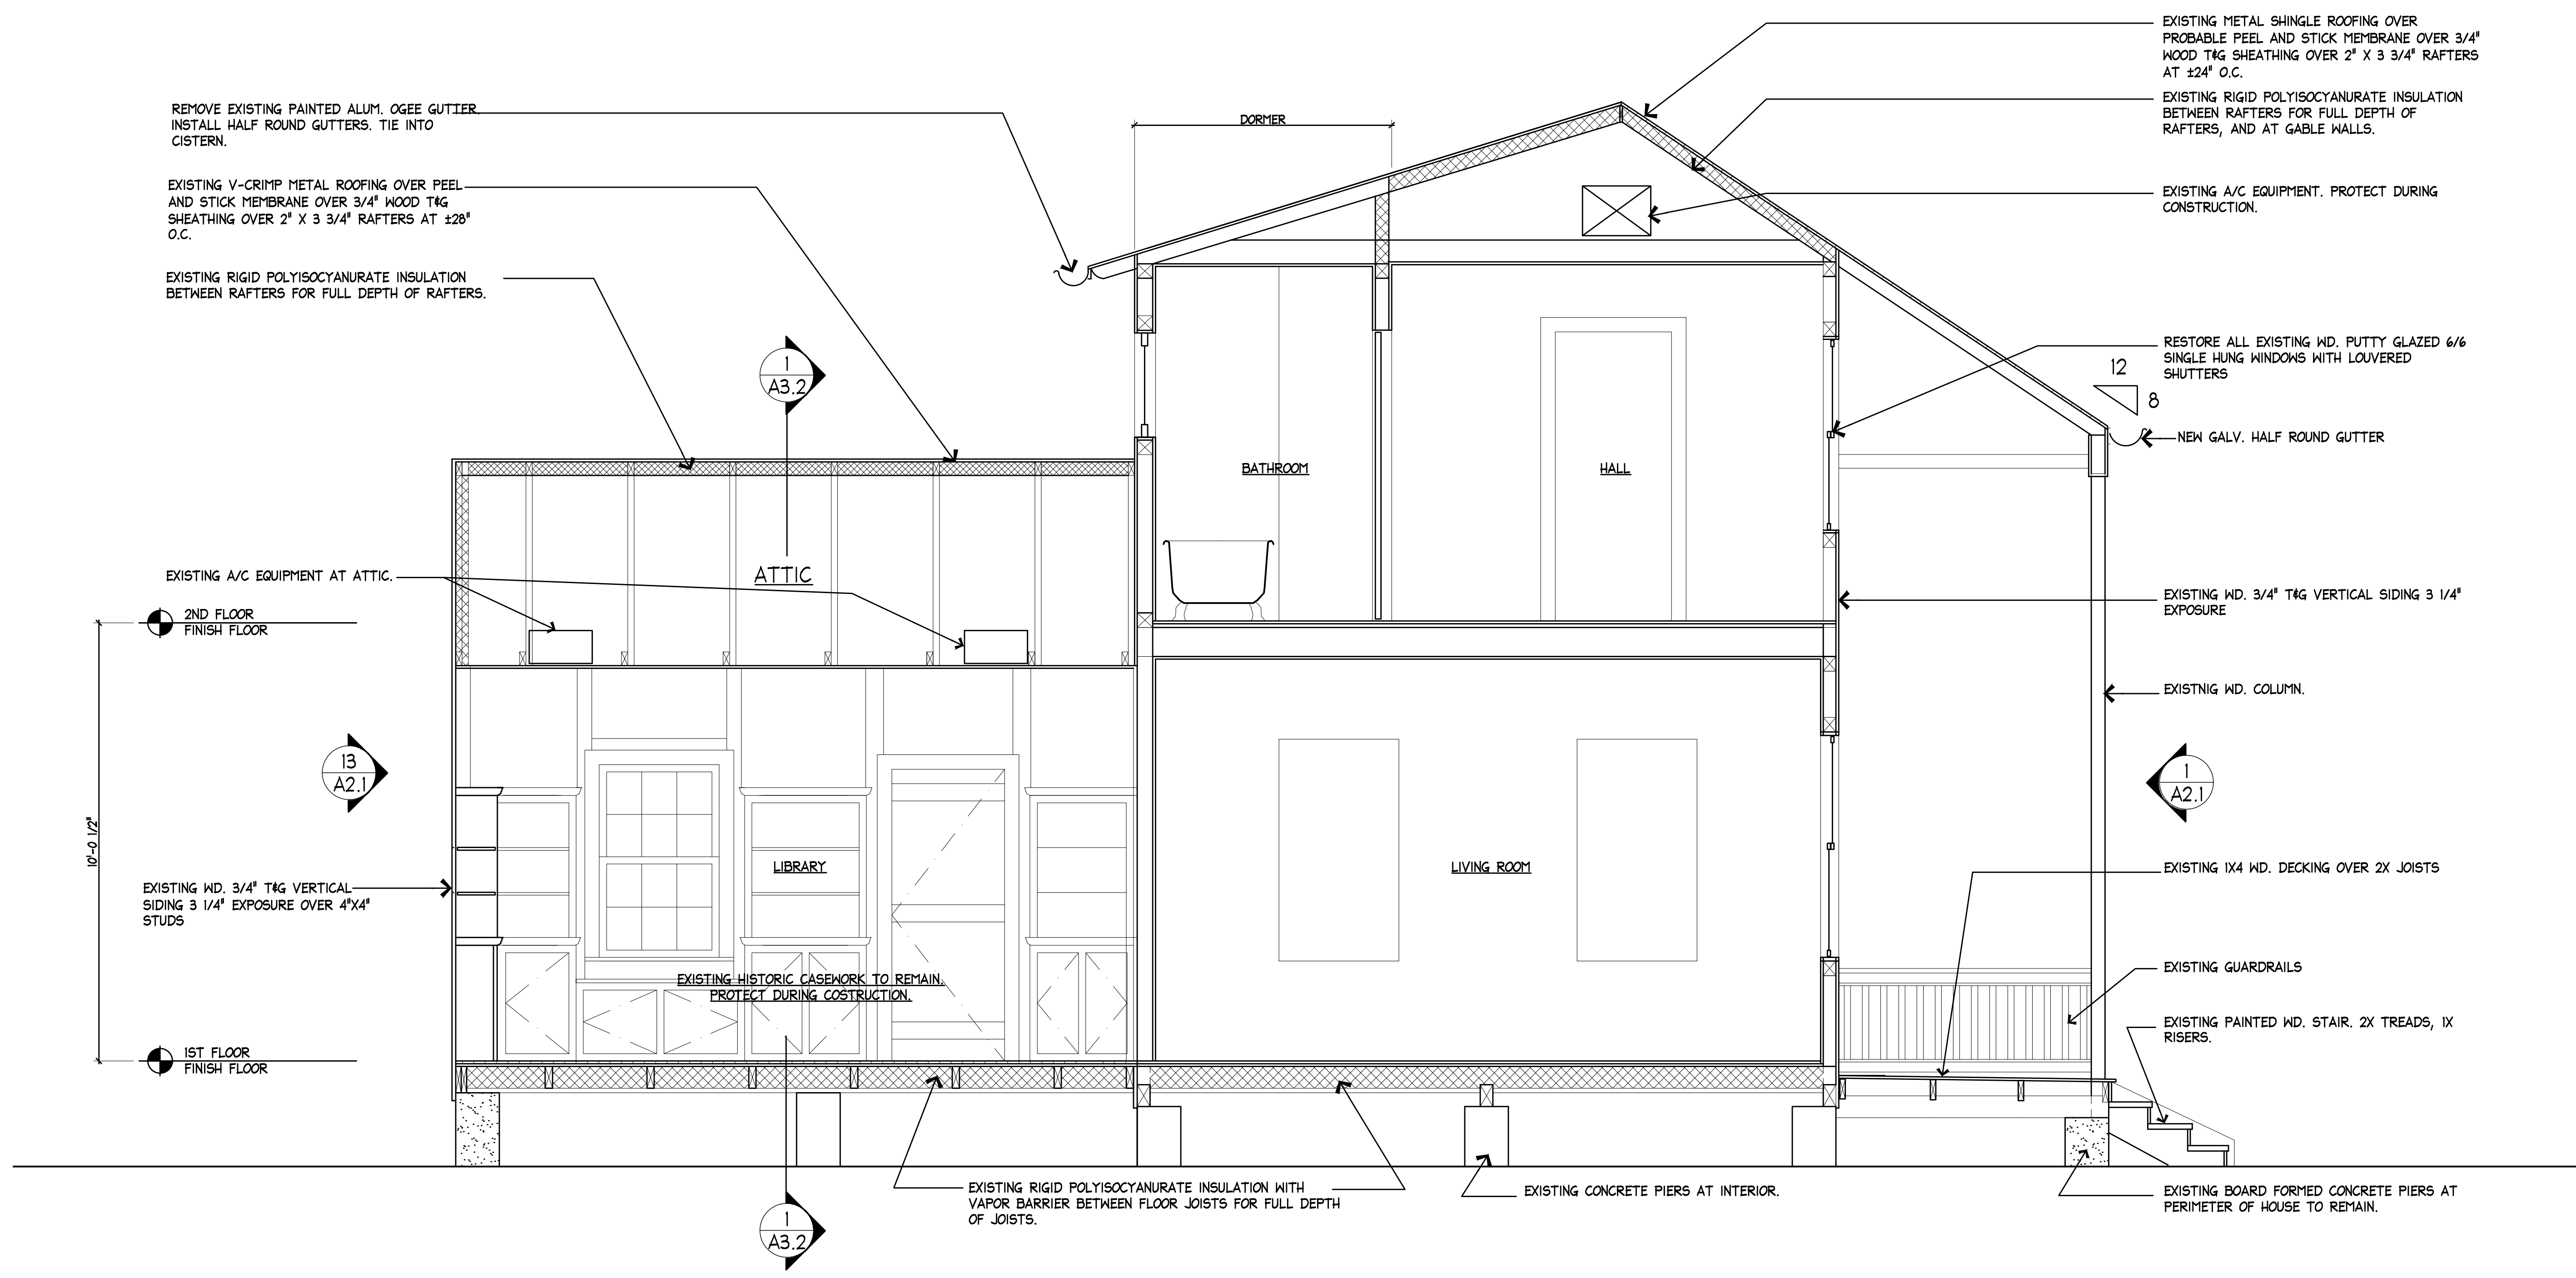 EXISTING METAL SHINGLE ROOFING OVER
PROBABLE PEEL AND STICK MEMBRANE OVER 3/4"
WOOD T&G SHEATHING OVER 2" X 3 3/4" RAFTERS
AT ±24" O.C.
EXISTING RIGID POLYISOCYANURATE INSULATION
BETWEEN RAFTERS FOR FULL DEPTH OF
RAFTERS, AND AT GABLE WALLS.
REMOVE EXISTING PAINTED ALUM. OGEE GUTTER.
INSTALL HALF ROUND GUTTERS. TIE INTO
CISTERN.
DORMER
EXISTING V-CRIMP METAL ROOFING OVER PEEL
AND STICK MEMBRANE OVER 3/4" WOOD T&G
SHEATHING OVER 2" X 3 3/4" RAFTERS AT ±28"
O.C.
EXISTING A/C EQUIPMENT. PROTECT DURING
CONSTRUCTION.
EXISTING RIGID POLYISOCYANURATE INSULATION
BETWEEN RAFTERS FOR FULL DEPTH OF RAFTERS.
1
A3.2
RESTORE ALL EXISTING WD. PUTTY GLAZED 6/6
SINGLE HUNG WINDOWS WITH LOUVERED
SHUTTERS
12
8
NEW GALV. HALF ROUND GUTTER
BATHROOM
HALL
ATTIC
EXISTING A/C EQUIPMENT AT ATTIC.
EXISTING WD. 3/4" T&G VERTICAL SIDING 3 1/4"
EXPOSURE
2ND FLOOR
FINISH FLOOR
EXISTNIG WD. COLUMN.
13
A2.1
1
A2.1
10'-0 1/2"
LIBRARY
LIVING ROOM
EXISTING 1X4 WD. DECKING OVER 2X JOISTS
EXISTING WD. 3/4" T&G VERTICAL
SIDING 3 1/4" EXPOSURE OVER 4"X4"
STUDS
EXISTING HISTORIC CASEWORK TO REMAIN.
PROTECT DURING COSTRUCTION.
EXISTING GUARDRAILS
EXISTING PAINTED WD. STAIR. 2X TREADS, 1X
RISERS.
1ST FLOOR
FINISH FLOOR
EXISTING RIGID POLYISOCYANURATE INSULATION WITH
VAPOR BARRIER BETWEEN FLOOR JOISTS FOR FULL DEPTH
OF JOISTS.
EXISTING CONCRETE PIERS AT INTERIOR.
EXISTING BOARD FORMED CONCRETE PIERS AT
PERIMETER OF HOUSE TO REMAIN.
1
A3.2